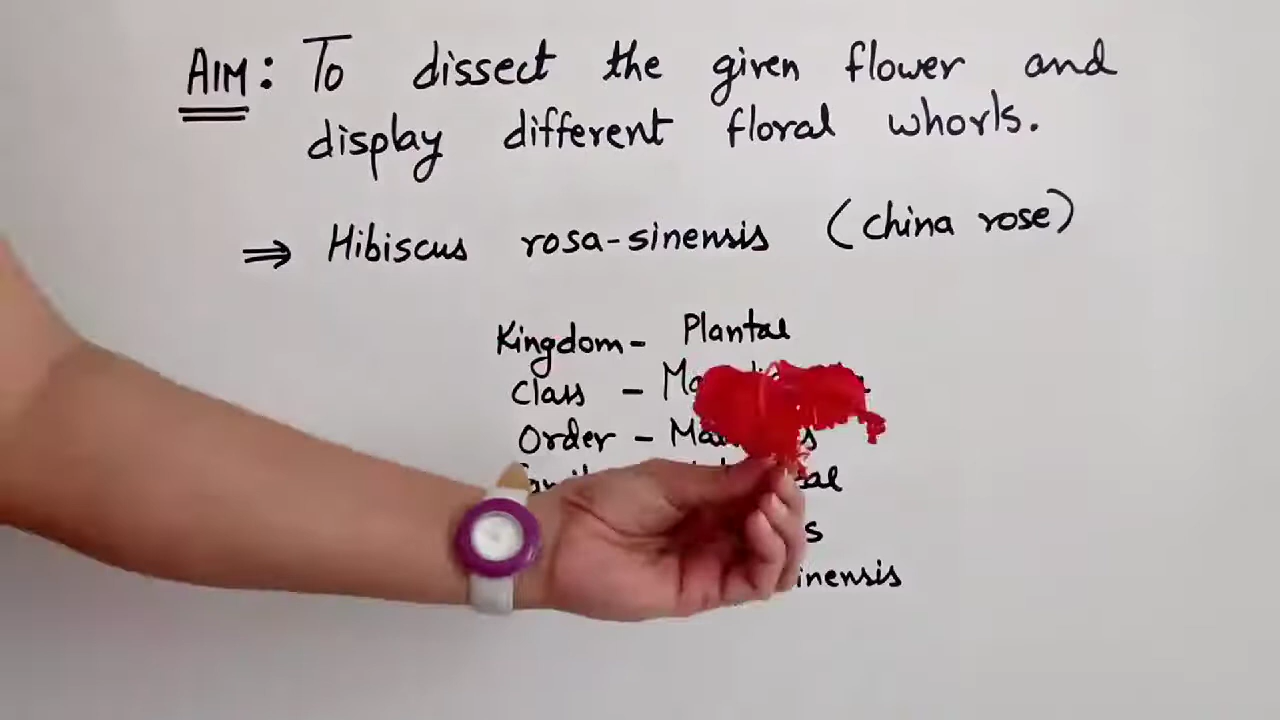 AIM: To dissect the given flower and
display different floral whorls.
⇒ Hibiscus rosa-sinensis (china rose)
Kingdom - Plantae
Class -
Order -